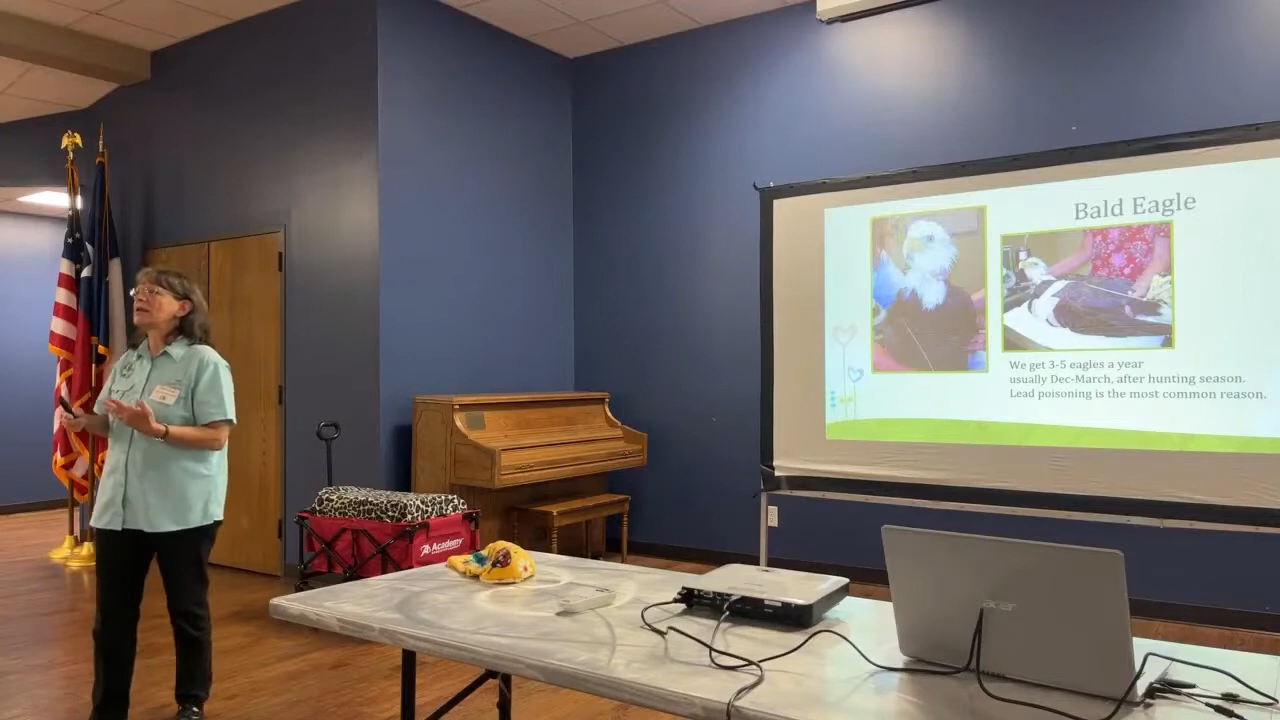 Bald Eagle
We get 3-5 eagles a year
usually Dec-March, after hunting season.
Lead poisoning is the most common reason.
Academy
acer